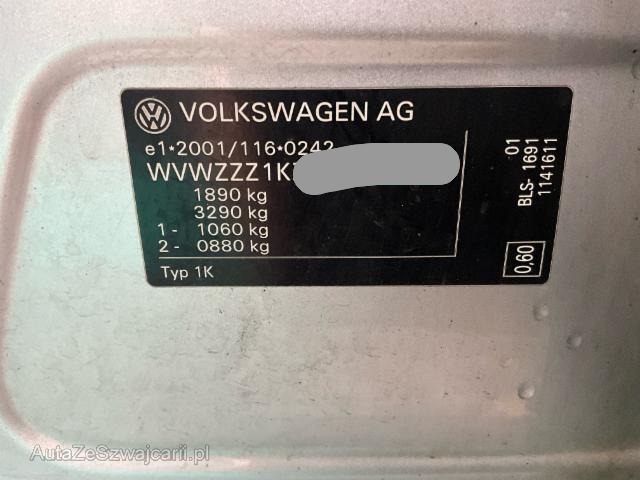 VOLKSWAGEN AG
e1*2001/116*0242
WVWZZZ1K
1890 kg
3290 kg
1 - 1060 kg
2 - 0880 kg
Typ 1K
01
BLS- 1691
1141611
0,60
AutaZeSzwajcarii.pl